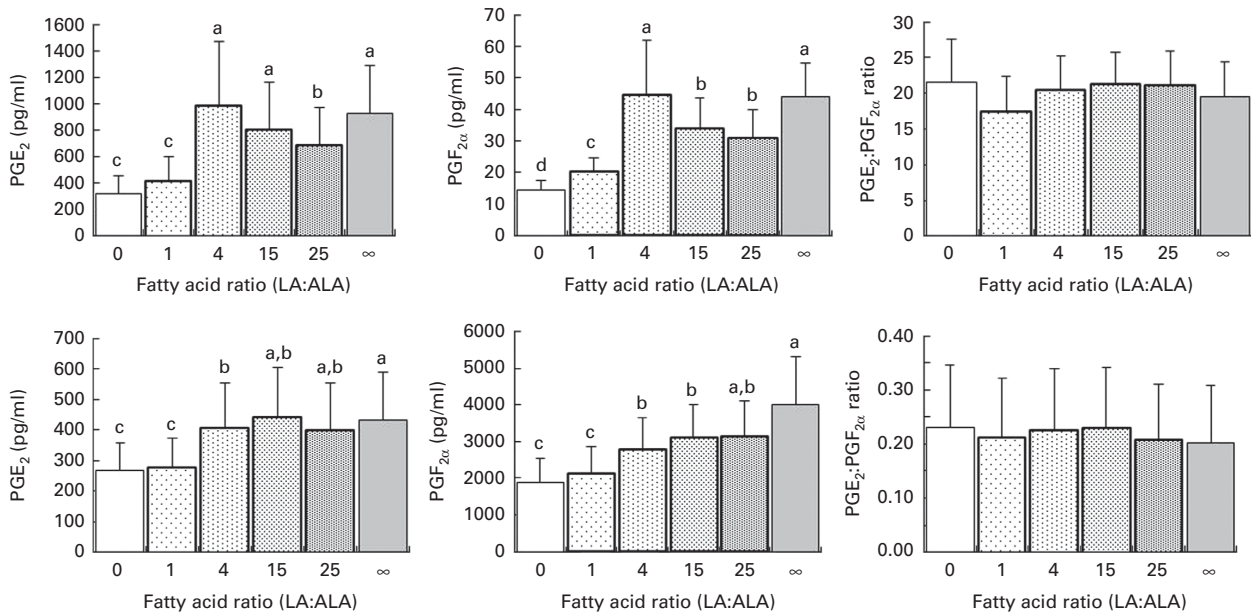 PGE₂ (pg/ml)
1600
1400
1200
1000
800
600
400
200
0
c
c
a
a
b
a
0 1 4 15 25 ∞
Fatty acid ratio (LA:ALA)
PGF₂α (pg/ml)
70
60
50
40
30
20
10
0
d
c
a
b
b
a
0 1 4 15 25 ∞
Fatty acid ratio (LA:ALA)
PGE₂:PGF₂α ratio
30
25
20
15
10
5
0
0 1 4 15 25 ∞
Fatty acid ratio (LA:ALA)
PGE₂ (pg/ml)
700
600
500
400
300
200
100
0
c
c
b
a,b
a,b
a
0 1 4 15 25 ∞
Fatty acid ratio (LA:ALA)
PGF₂α (pg/ml)
6000
5000
4000
3000
2000
1000
0
c
c
b
b
a,b
a
0 1 4 15 25 ∞
Fatty acid ratio (LA:ALA)
PGE₂:PGF₂α ratio
0.40
0.30
0.20
0.10
0.00
0 1 4 15 25 ∞
Fatty acid ratio (LA:ALA)